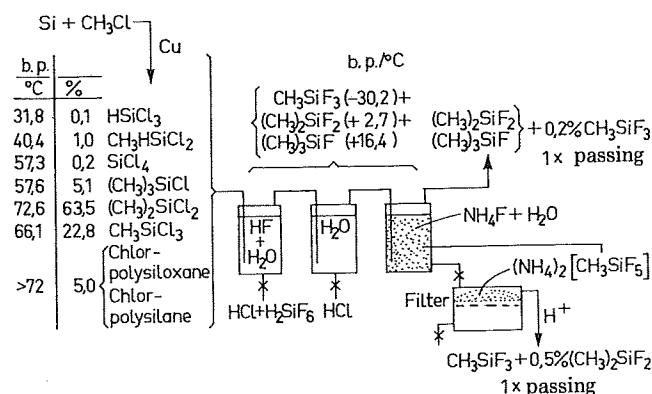 Si + CH₃Cl
Cu
b. p.
°C
%
31,8 0,1 HSiCl₃
40,4 1,0 CH₃HSiCl₂
57,3 0,2 SiCl₄
57,6 5,1 (CH₃)₃SiCl
72,6 63,5 (CH₃)₂SiCl₂
66,1 22,8 CH₃SiCl₃
>72 5,0
Chlor-
polysiloxane
Chlor-
polysilane
b. p./°C
CH₃SiF₃ (-30,2) +
(CH₃)₂SiF₂ (+ 2,7) +
(CH₃)₃SiF (+16,4)
(CH₃)₂SiF₂
(CH₃)₃SiF
+ 0,2% CH₃SiF₃
1x passing
HF
+
H₂O
H₂O
NH₄F + H₂O
HCl+H₂SiF₆
HCl
Filter
(NH₄)₂ [CH₃SiF₅]
H⁺
CH₃SiF₃ + 0,5% (CH₃)₂SiF₂
1x passing